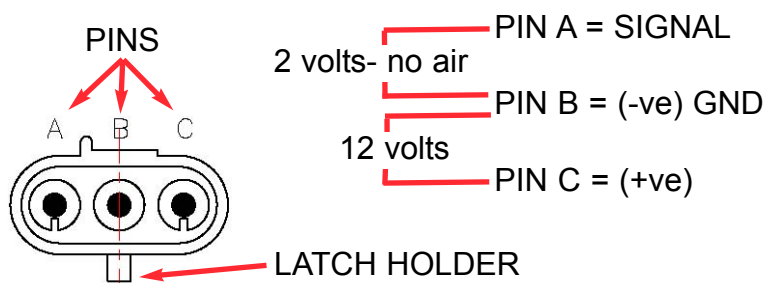 PINS
A B C
2 volts- no air
12 volts
PIN A = SIGNAL
PIN B = (-ve) GND
PIN C = (+ve)
LATCH HOLDER